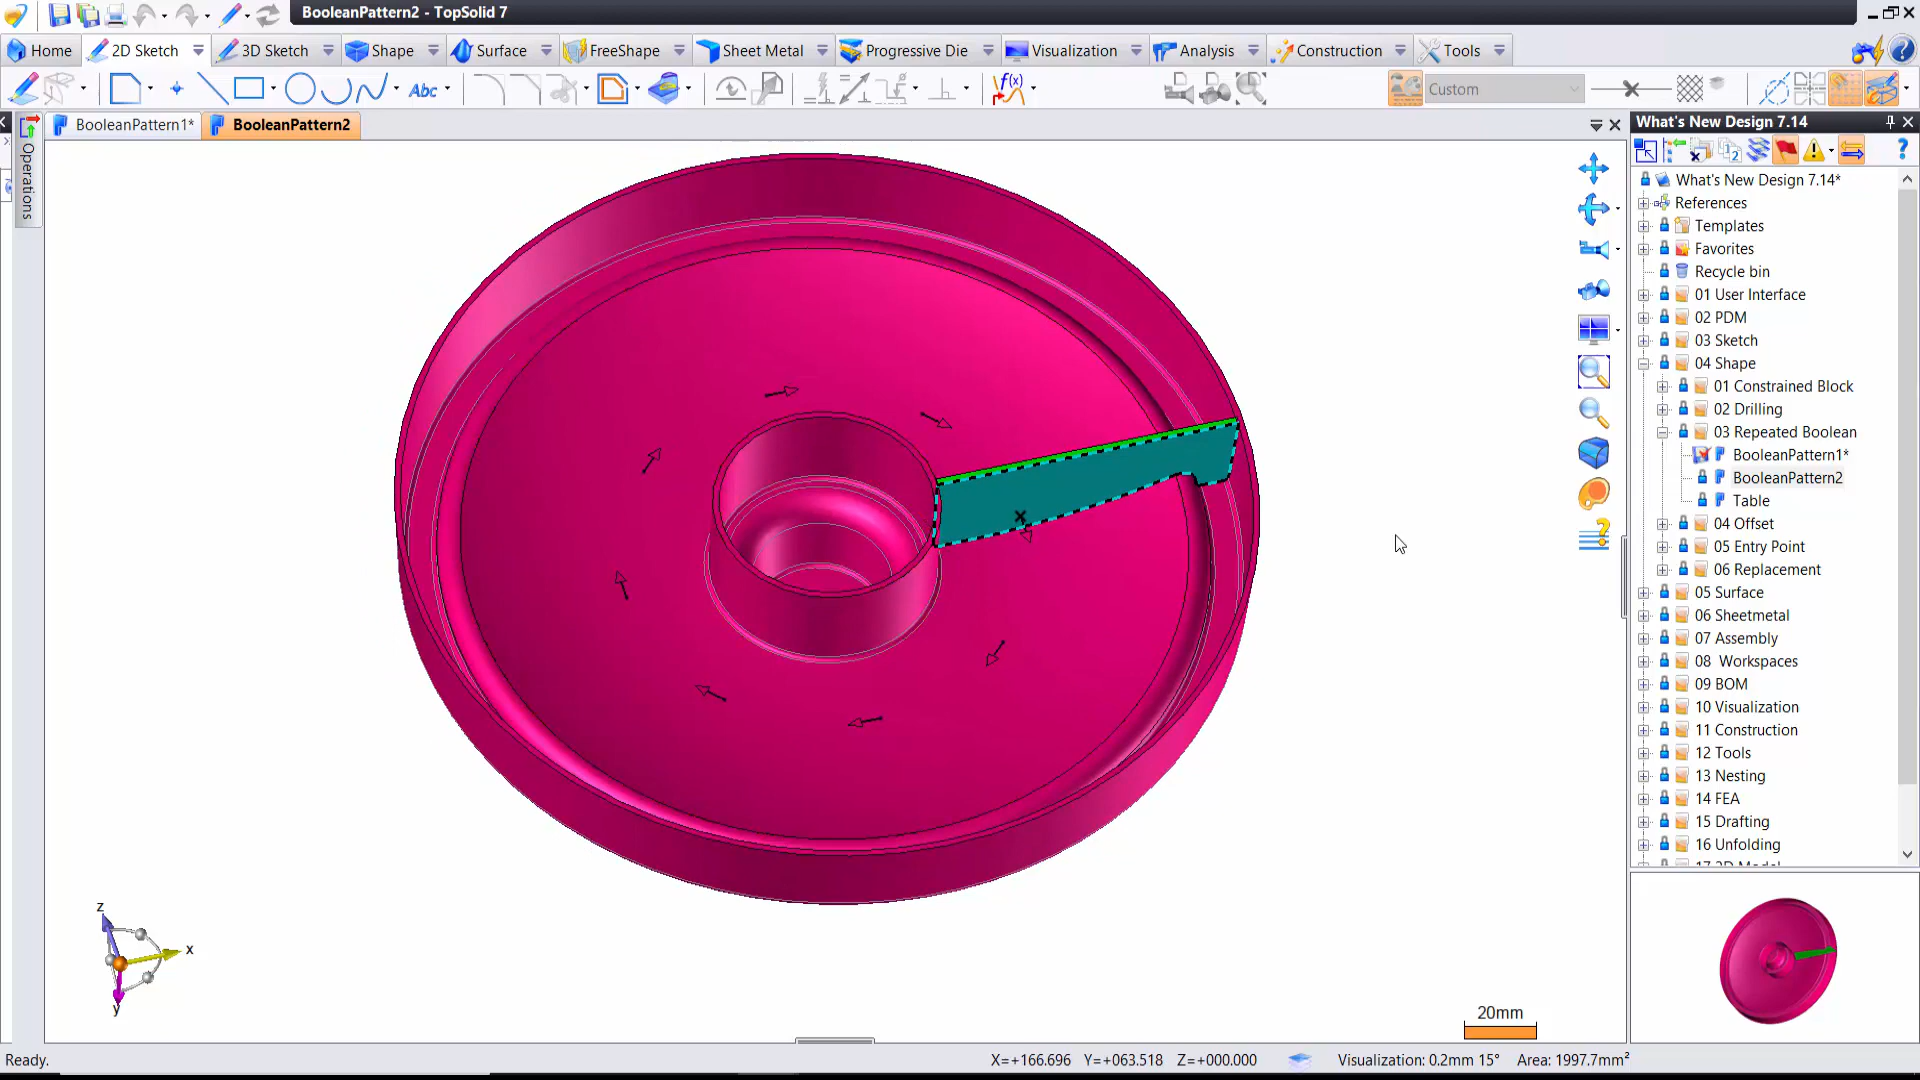 BooleanPattern2 - TopSolid 7
Home
2D Sketch
3D Sketch
Shape
Surface
FreeShape
Sheet Metal
Progressive Die
Visualization
Analysis
Construction
Tools
Abc
f(x)
Custom
BooleanPattern1*
BooleanPattern2
Operations
What's New Design 7.14
What's New Design 7.14*
References
Templates
Favorites
Recycle bin
01 User Interface
02 PDM
03 Sketch
04 Shape
01 Constrained Block
02 Drilling
03 Repeated Boolean
BooleanPattern1*
BooleanPattern2
Table
04 Offset
05 Entry Point
06 Replacement
05 Surface
06 Sheetmetal
07 Assembly
08 Workspaces
09 BOM
10 Visualization
11 Construction
12 Tools
13 Nesting
14 FEA
15 Drafting
16 Unfolding
z
x
y
20mm
Ready.
X=+166.696 Y=+063.518 Z=+000.000
Visualization: 0.2mm 15°
Area: 1997.7mm²